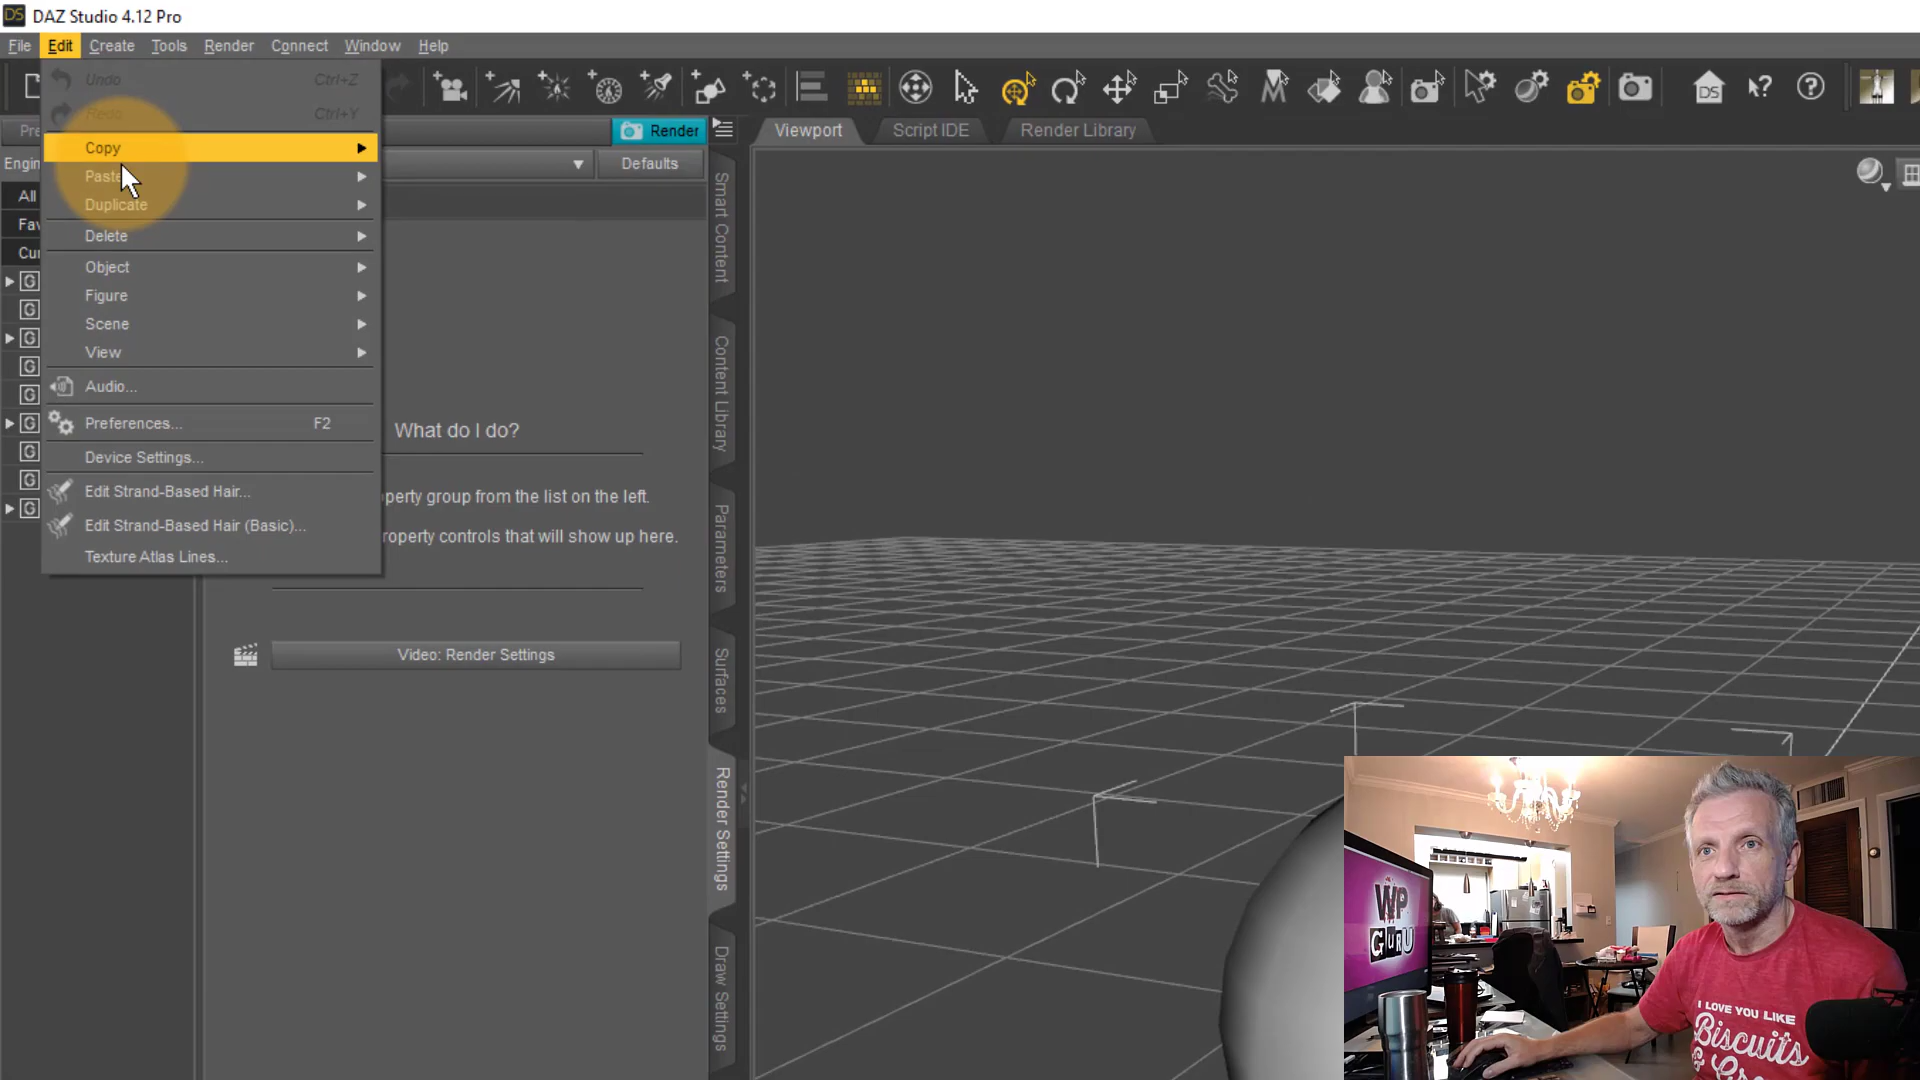 DAZ Studio 4.12 Pro
File Edit Create Tools Render Connect Window Help
Undo Ctrl+Z
Redo Ctrl+Y
Copy
Paste
Duplicate
Delete
Object
Figure
Scene
View
Audio...
Preferences... F2
Device Settings...
Edit Strand-Based Hair...
Edit Strand-Based Hair (Basic)...
Texture Atlas Lines...
Pre
Engin
All
Fav
Cur
G
G
G
G
G
G
G
G
G
Render
Defaults
What do I do?
perty group from the list on the left.
roperty controls that will show up here.
Video: Render Settings
Smart Content
Content Library
Parameters
Surfaces
Render Settings
Draw Settings
Viewport Script IDE Render Library
DS
WP
GURU
I LOVE YOU LIKE
Biscuits